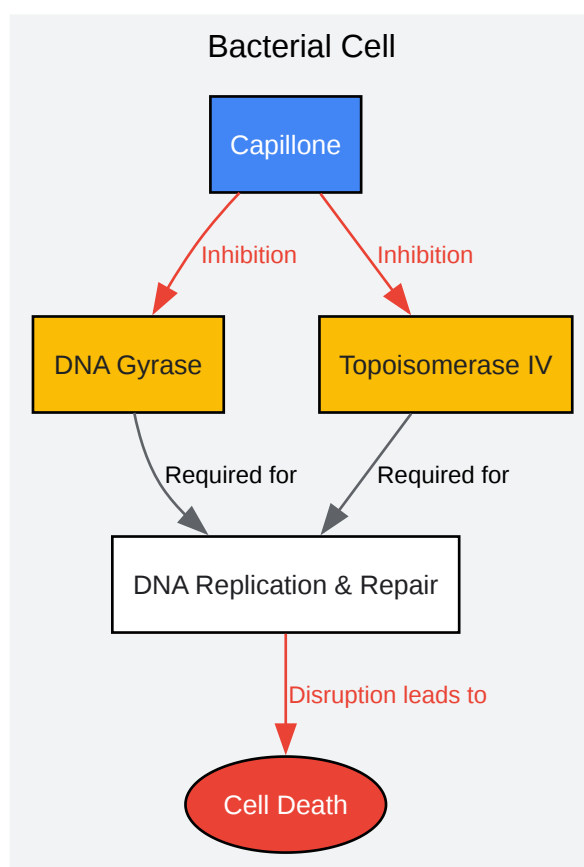 Bacterial Cell
Capillone
Inhibition
Inhibition
DNA Gyrase
Topoisomerase IV
Required for
Required for
DNA Replication & Repair
Disruption leads to
Cell Death